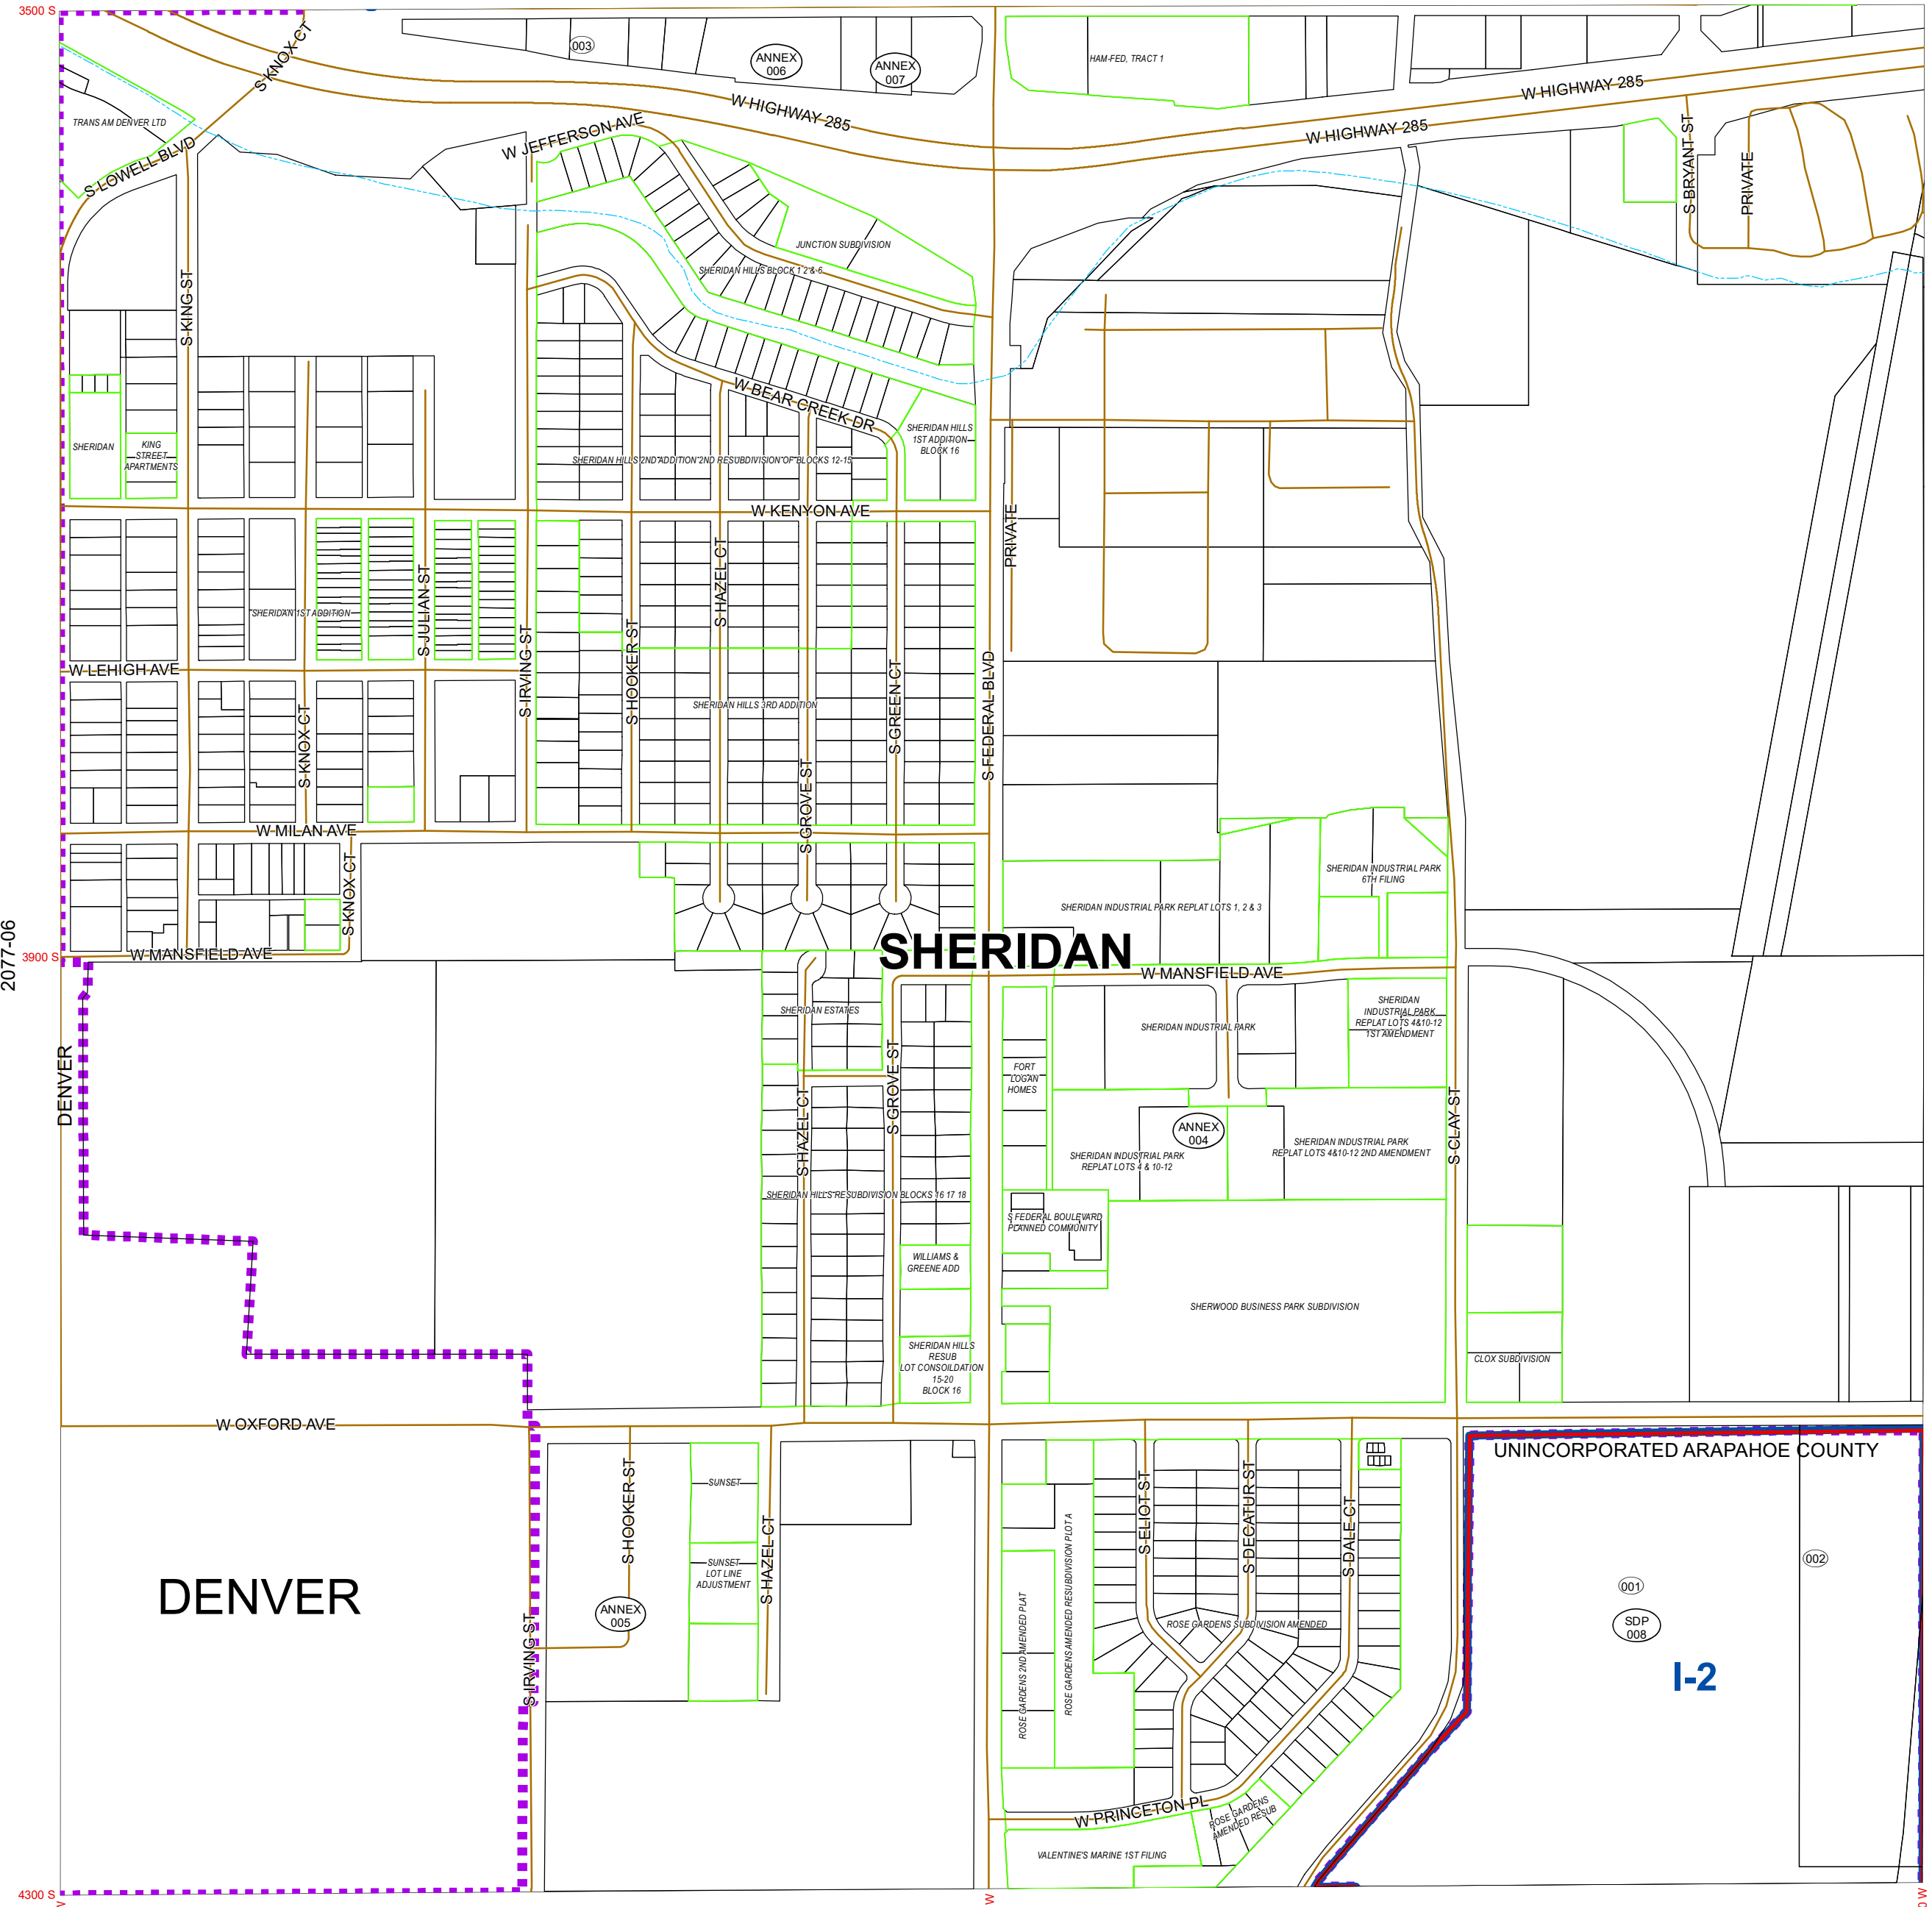 3500 S
S KNOX CT
003
ANNEX
006
ANNEX
007
HAM-FED, TRACT 1
W HIGHWAY 285
W HIGHWAY 285
W HIGHWAY 285
TRANS AM DENVER LTD
S LOWELL BLVD
W JEFFERSON AVE
S BRYANT ST
PRIVATE
JUNCTION SUBDIVISION
SHERIDAN HILLS BLOCK 1 2 & 6
S KING ST
W BEAR CREEK DR
SHERIDAN
KING
STREET
APARTMENTS
SHERIDAN HILLS 2ND ADDITION 2ND RESUBDIVISION OF BLOCKS 12-15
SHERIDAN HILLS
1ST ADDITION
BLOCK 16
W KENYON AVE
PRIVATE
S HAZEL CT
S JULIAN ST
SHERIDAN 1ST ADDITION
W LEHIGH AVE
S IRVING ST
S HOOKER ST
S GREEN CT
S FEDERAL BLVD
SHERIDAN HILLS 3RD ADDITION
S KNOX CT
S GROVE ST
W MILAN AVE
S KNOX CT
SHERIDAN INDUSTRIAL PARK
6TH FILING
SHERIDAN INDUSTRIAL PARK REPLAT LOTS 1, 2 & 3
2077-06
3900 S
W MANSFIELD AVE
SHERIDAN
W MANSFIELD AVE
SHERIDAN ESTATES
SHERIDAN INDUSTRIAL PARK
SHERIDAN
INDUSTRIAL PARK
REPLAT LOTS 4&10-12
1ST AMENDMENT
DENVER
FORT
LOGAN
HOMES
S GROVE ST
S HAZEL CT
S CLAY ST
ANNEX
004
SHERIDAN INDUSTRIAL PARK
REPLAT LOTS 4 & 10-12
SHERIDAN INDUSTRIAL PARK
REPLAT LOTS 4&10-12 2ND AMENDMENT
SHERIDAN HILLS RESUBDIVISION BLOCKS 16 17 18
S FEDERAL BOULEVARD
PLANNED COMMUNITY
WILLIAMS &
GREENE ADD
SHERWOOD BUSINESS PARK SUBDIVISION
SHERIDAN HILLS
RESUB
LOT CONSOILDATION
15-20
BLOCK 16
CLOX SUBDIVISION
W OXFORD AVE
UNINCORPORATED ARAPAHOE COUNTY
S HOOKER ST
SUNSET
S HAZEL CT
SUNSET
LOT LINE
ADJUSTMENT
S ELIOT ST
S DECATUR ST
S DALE CT
ROSE GARDENS 2ND AMENDED PLAT
ROSE GARDENS AMENDED RESUBDIVISION PLOT A
ROSE GARDENS SUBDIVISION AMENDED
DENVER
ANNEX
005
S IRVING ST
001
002
SDP
008
I-2
W PRINCETON PL
ROSE GARDENS
AMENDED RESUB
VALENTINE'S MARINE 1ST FILING
4300 S
W
W
0 W